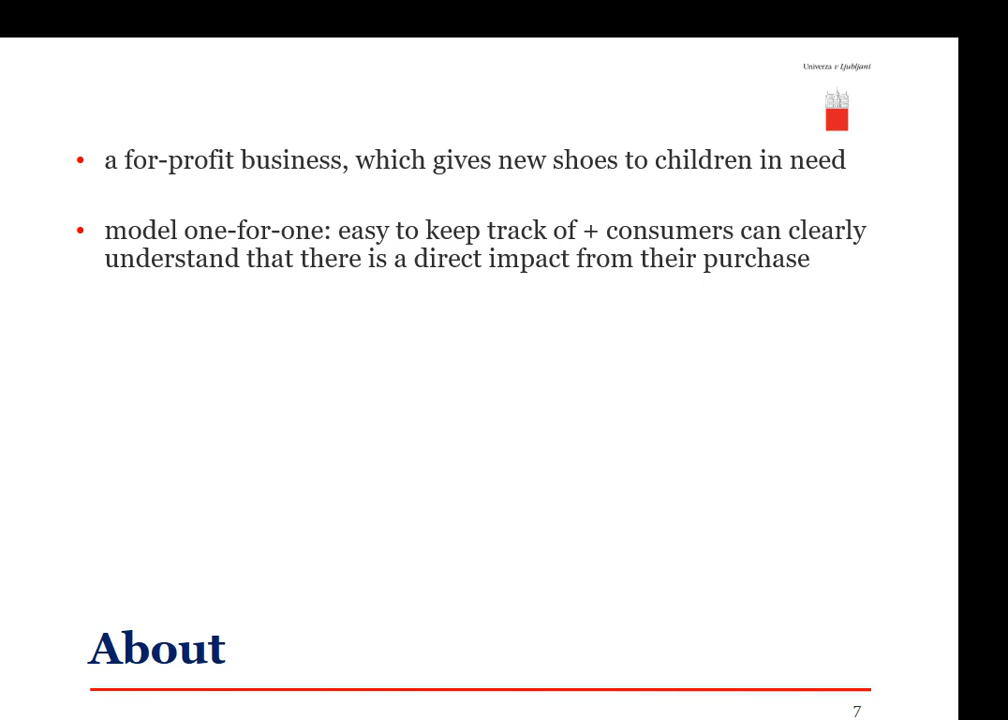 Univerza v Ljubljani
• a for-profit business, which gives new shoes to children in need
• model one-for-one: easy to keep track of + consumers can clearly
understand that there is a direct impact from their purchase
About
7